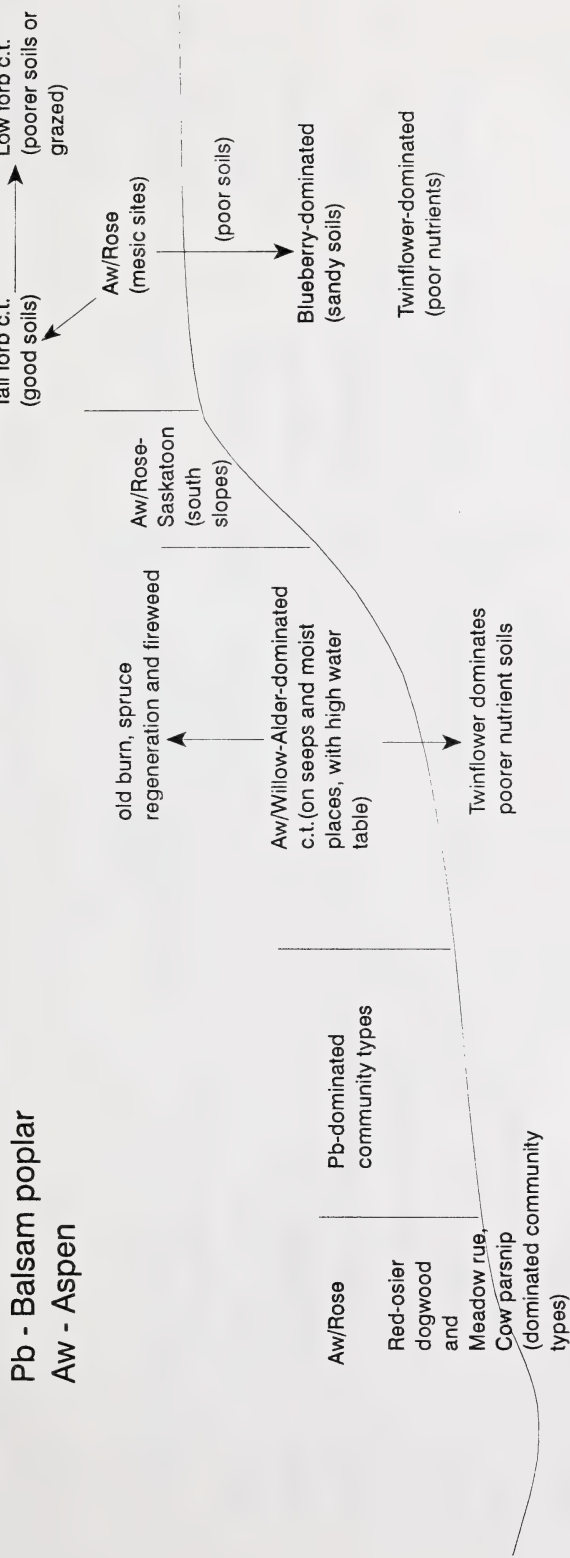 Pb - Balsam poplar
Aw - Aspen
Aw/Rose
Red-osier
dogwood
and
Meadow rue,
Cow parsnip
(dominated community
types)
Pb-dominated
community types
old burn, spruce
regeneration and fireweed
Aw/Willow-Alder-dominated
c.t.(on seeps and moist
places, with high water
table)
Twinflower dominates
poorer nutrient soils
Aw/Rose-
Saskatoon
(south
slopes)
Tall forb c.t.
(good soils)
Low forb c.t.
(poorer soils or
grazed)
Aw/Rose
(mesic sites)
(poor soils)
Blueberry-dominated
(sandy soils)
Twinflower-dominated
(poor nutrients)